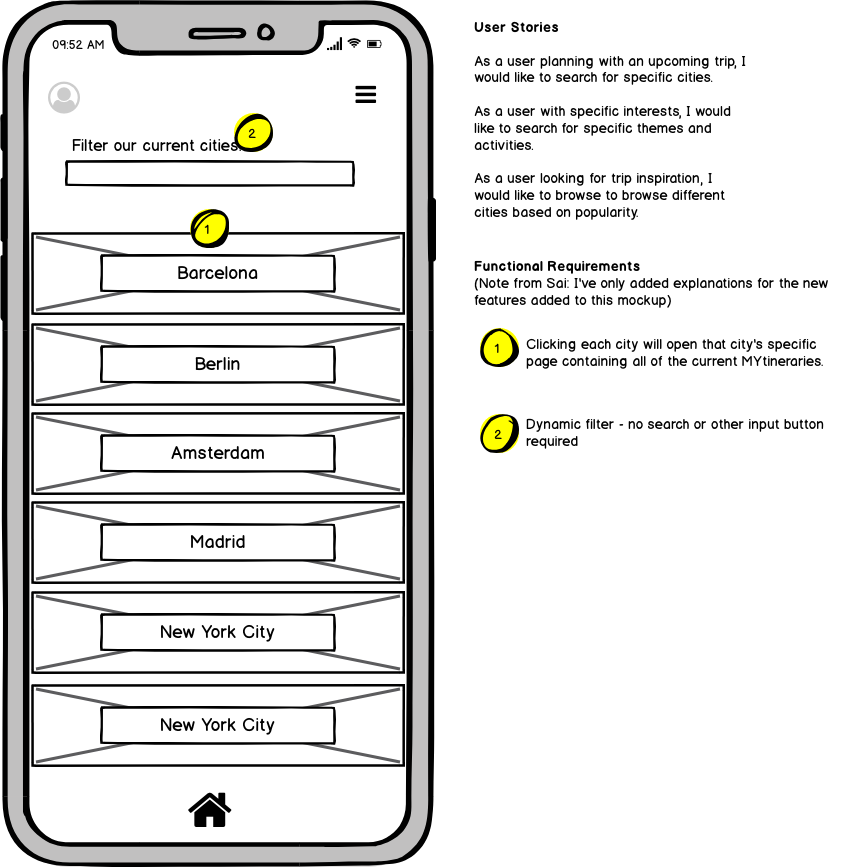 09:52 AM
Filter our current cities.
2
1
Barcelona
Berlin
Amsterdam
Madrid
New York City
New York City
User Stories
As a user planning with an upcoming trip, I
would like to search for specific cities.
As a user with specific interests, I would
like to search for specific themes and
activities.
As a user looking for trip inspiration, I
would like to browse to browse different
cities based on popularity.
Functional Requirements
(Note from Sai: I've only added explanations for the new
features added to this mockup)
1
Clicking each city will open that city's specific
page containing all of the current MYtineraries.
2
Dynamic filter - no search or other input button
required